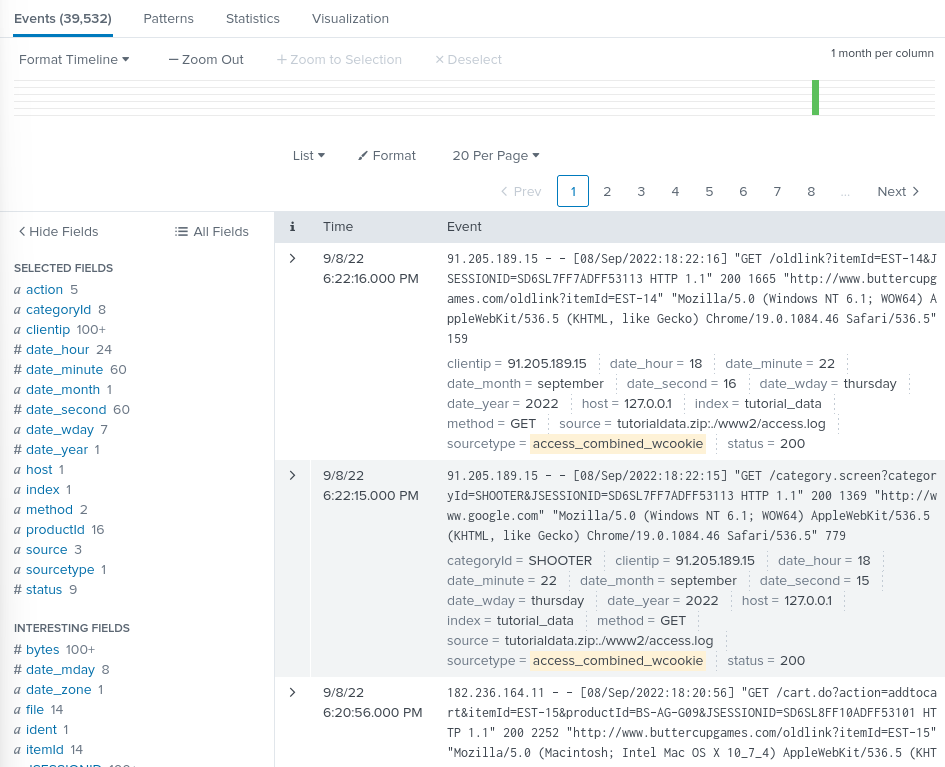 Events (39,532) Patterns Statistics Visualization
Format Timeline — Zoom Out + Zoom to Selection × Deselect 1 month per column
List Format 20 Per Page
< Prev 1 2 3 4 5 6 7 8 ... Next >
< Hide Fields All Fields
SELECTED FIELDS
a action 5
a categoryId 8
a clientip 100+
# date_hour 24
# date_minute 60
a date_month 1
# date_second 60
a date_wday 7
# date_year 1
a host 1
a index 1
a method 2
a productId 16
a source 3
a sourcetype 1
# status 9
INTERESTING FIELDS
# bytes 100+
# date_mday 8
a date_zone 1
a file 14
a ident 1
a itemId 14
i Time Event
> 9/8/22
6:22:16.000 PM
91.205.189.15 - - [08/Sep/2022:18:22:16] "GET /oldlink?itemId=EST-14&J
SESSIONID=SD6SL7FF7ADFF53113 HTTP 1.1" 200 1665 "http://www.buttercupg
ames.com/oldlink?itemId=EST-14" "Mozilla/5.0 (Windows NT 6.1; WOW64) A
ppleWebKit/536.5 (KHTML, like Gecko) Chrome/19.0.1084.46 Safari/536.5"
159
clientip = 91.205.189.15 date_hour = 18 date_minute = 22
date_month = september date_second = 16 date_wday = thursday
date_year = 2022 host = 127.0.0.1 index = tutorial_data
method = GET source = tutorialdata.zip:./www2/access.log
sourcetype = access_combined_wcookie status = 200
> 9/8/22
6:22:15.000 PM
91.205.189.15 - - [08/Sep/2022:18:22:15] "GET /category.screen?categor
yId=SHOOTER&JSESSIONID=SD6SL7FF7ADFF53113 HTTP 1.1" 200 1369 "http://w
ww.google.com" "Mozilla/5.0 (Windows NT 6.1; WOW64) AppleWebKit/536.5
(KHTML, like Gecko) Chrome/19.0.1084.46 Safari/536.5" 779
categoryId = SHOOTER clientip = 91.205.189.15 date_hour = 18
date_minute = 22 date_month = september date_second = 15
date_wday = thursday date_year = 2022 host = 127.0.0.1
index = tutorial_data method = GET
source = tutorialdata.zip:./www2/access.log
sourcetype = access_combined_wcookie status = 200
> 9/8/22
6:20:56.000 PM
182.236.164.11 - - [08/Sep/2022:18:20:56] "GET /cart.do?action=addtoca
rt&itemId=EST-15&productId=BS-AG-G09&JSESSIONID=SD6SL8FF10ADFF53101 HT
TP 1.1" 200 2252 "http://www.buttercupgames.com/oldlink?itemId=EST-15"
"Mozilla/5.0 (Macintosh; Intel Mac OS X 10_7_4) AppleWebKit/536.5 (KHT